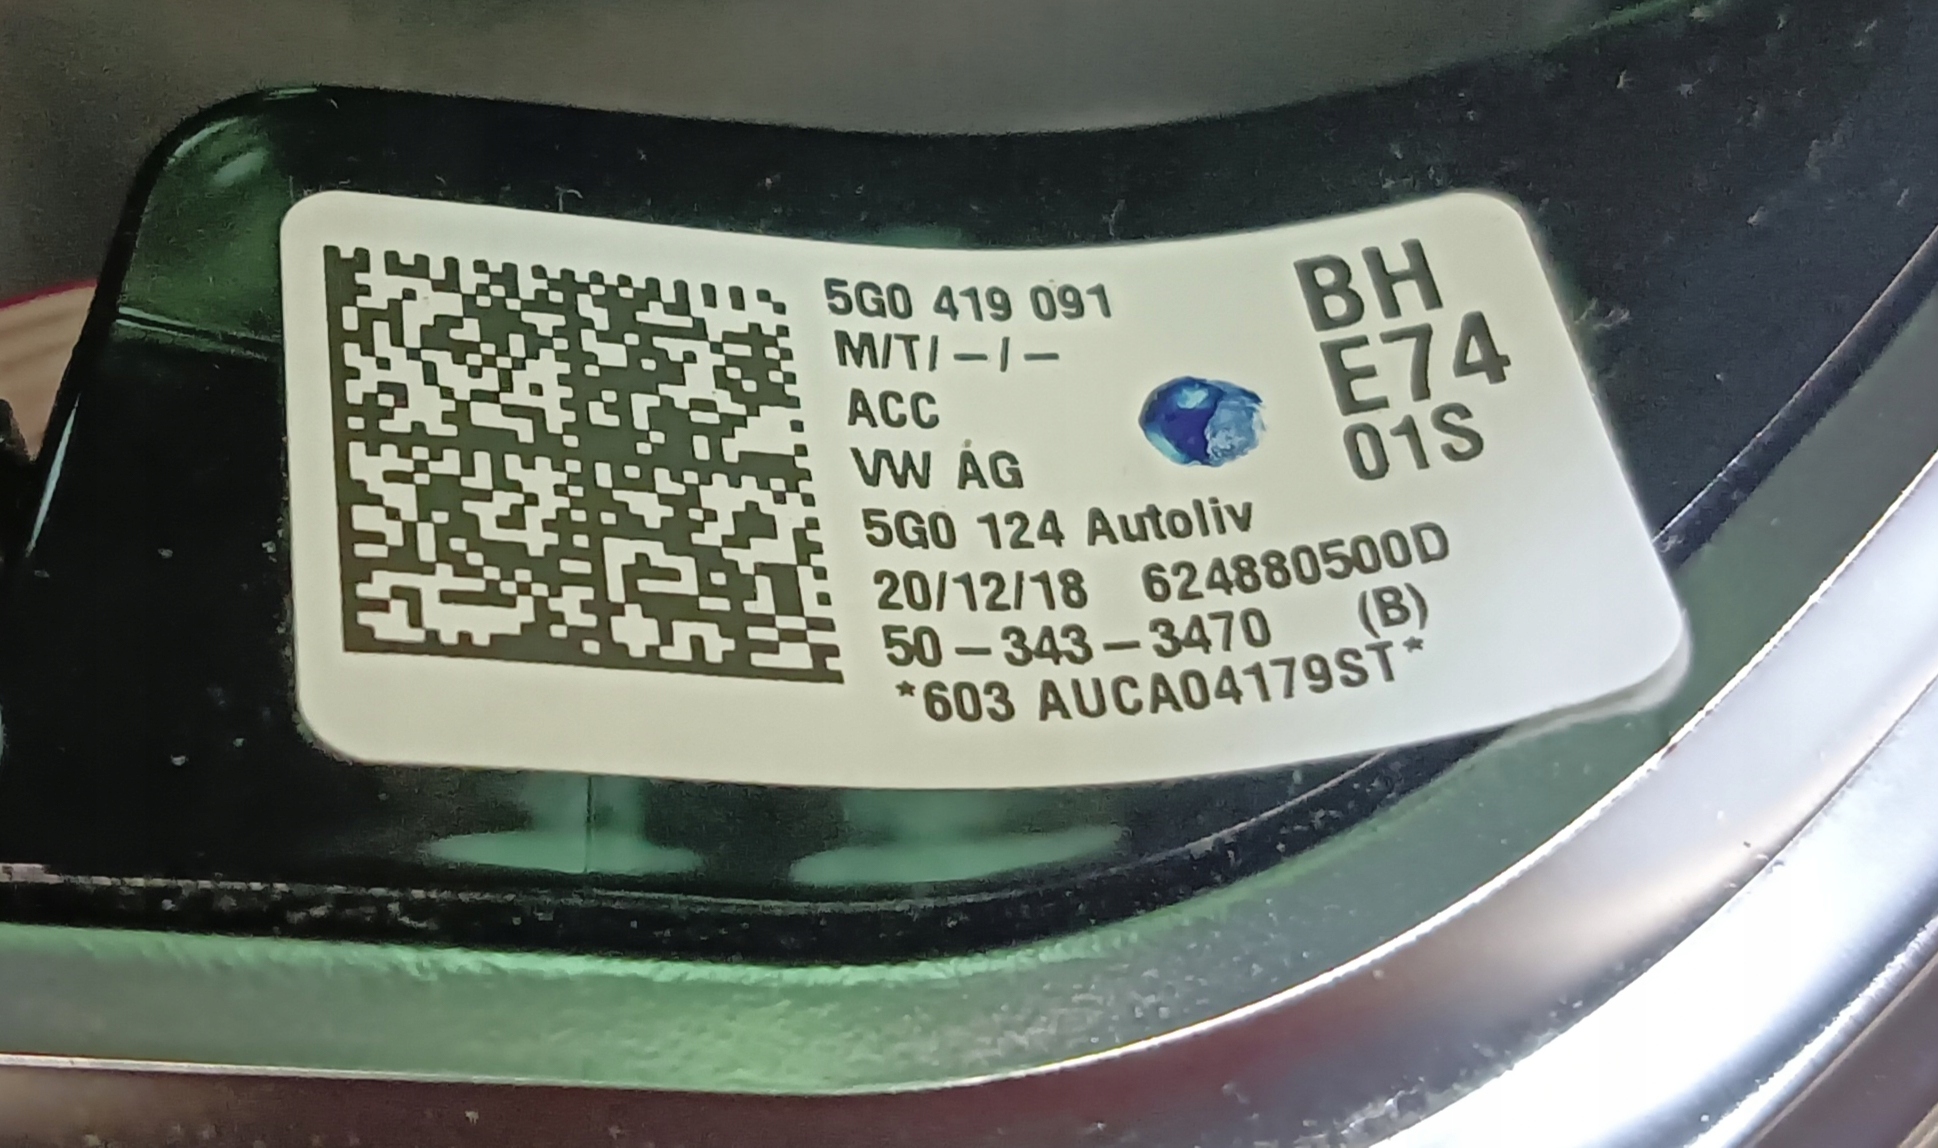 5G0 419 091
M/T/-/-
ACC
VW AG
5G0 124 Autoliv
20/12/18 624880500D
50-343-3470 (B)
*603 AUCA04179ST*
BH
E74
01S